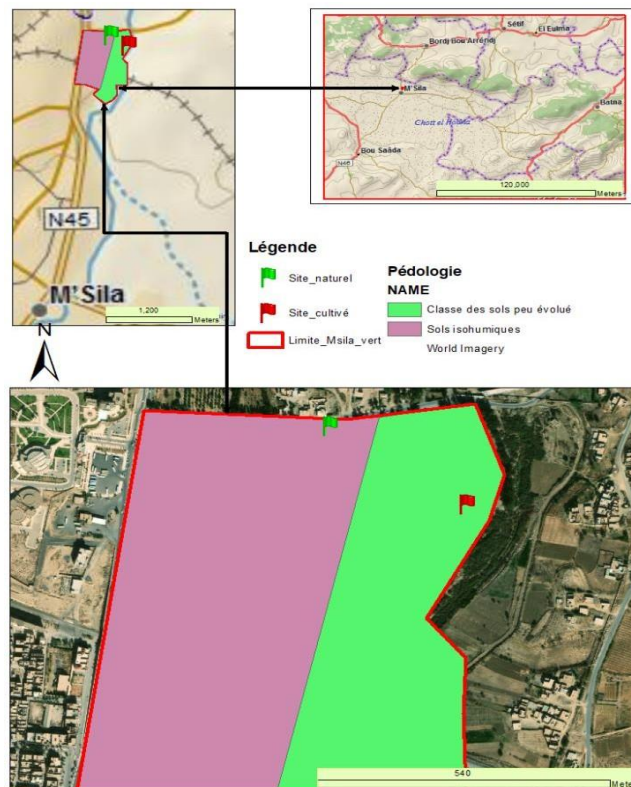 N45
M'Sila
1,200
Meters
N
Sétif
El Eulma
Bordj Bou Arréridj
M'Sila
Batna
Chott el Hodna
Bou Saâda
N46
120,000
Meters
Légende
Site_naturel
Site_cultivé
Limite_Msila_vert
Pédologie
NAME
Classe des sols peu évolué
Sols isohumiques
World Imagery
540
Mete